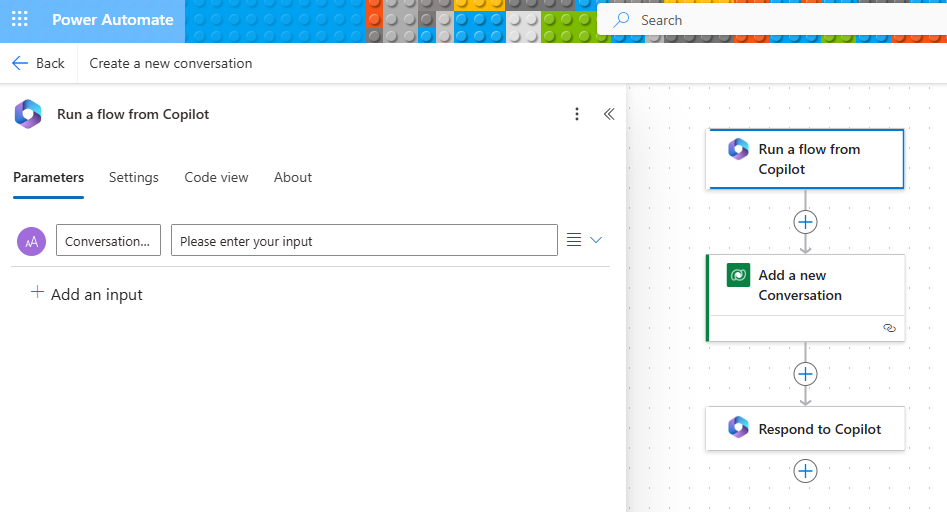 Power Automate
Search
Back
Create a new conversation
Run a flow from Copilot
Parameters
Settings
Code view
About
AA
Conversation...
Please enter your input
Add an input
Run a flow from
Copilot
Add a new
Conversation
Respond to Copilot